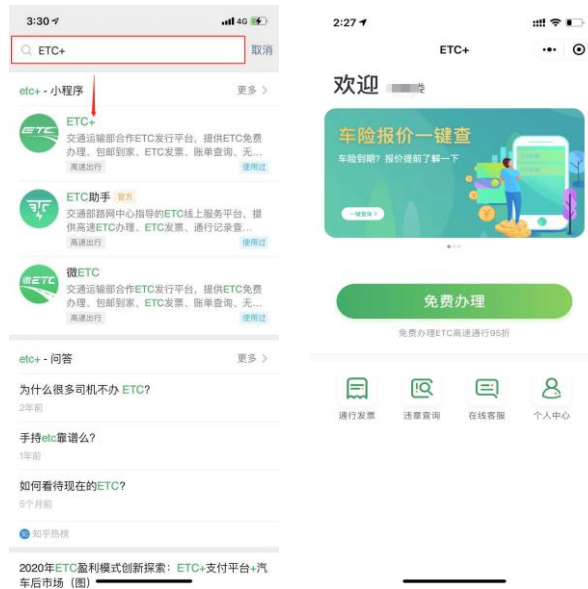 3:30
4G
ETC+
取消
etc+ - 小程序
更多
ETC
ETC+
交通运输部合作ETC发行平台，提供ETC免费
办理、包邮到家、ETC发票、账单查询、无...
高速出行
使用过
ETC助手 官方
交通部路网中心指导的ETC线上服务平台，提
供高速ETC办理、ETC发票、通行记录查...
高速出行
使用过
微ETC
微ETC
交通运输部合作ETC发行平台，提供ETC免费
办理、包邮到家、ETC发票、账单查询、无...
高速出行
使用过
etc+ - 问答
更多
为什么很多司机不办 ETC?
2年前
手持etc靠谱么?
1年前
如何看待现在的ETC?
5个月前
知乎热榜
2020年ETC盈利模式创新探索：ETC+支付平台+汽
车后市场（图）
2:27
ETC+
欢迎
车险报价一键查
车险到期？报价提前了解一下
一键查询
免费办理
免费办理ETC高速通行95折
通行发票
违章查询
在线客服
个人中心